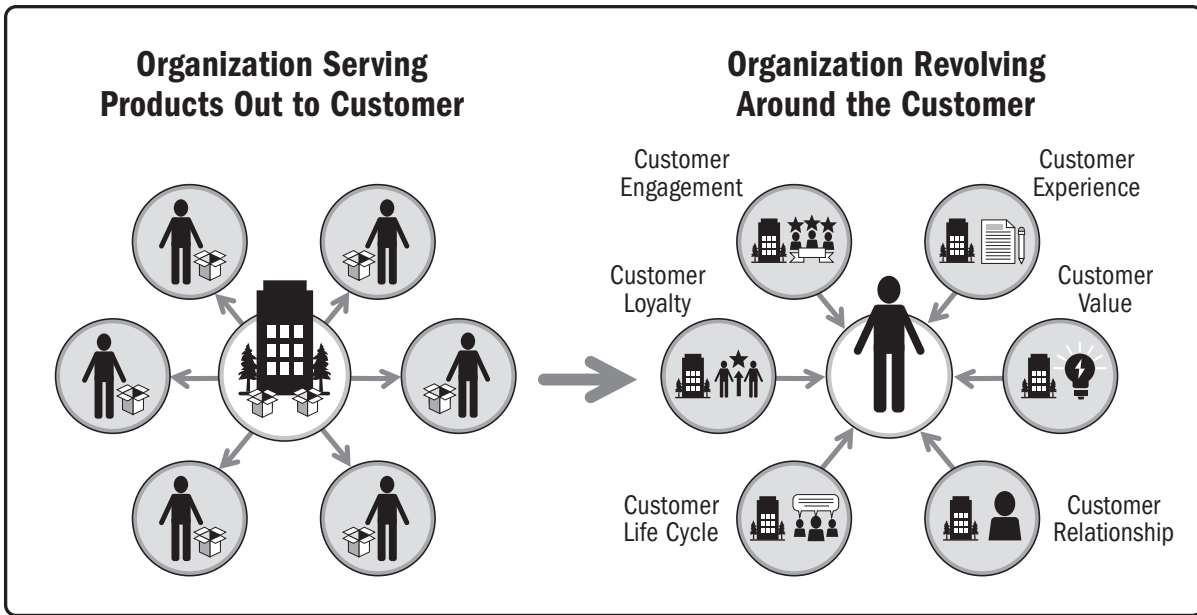 Organization Serving
Products Out to Customer
Organization Revolving
Around the Customer
Customer
Engagement
Customer
Experience
Customer
Loyalty
Customer
Value
Customer
Life Cycle
Customer
Relationship